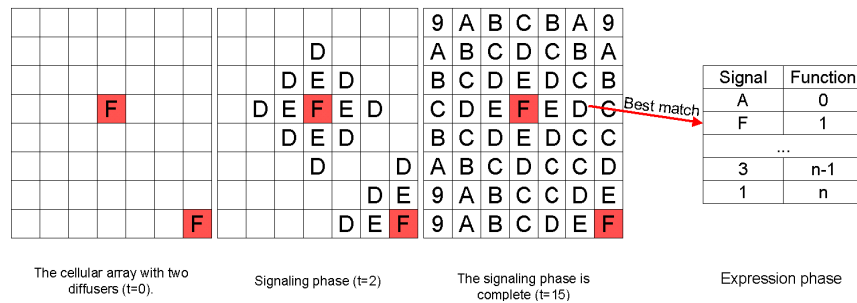 F
F
D
D E D
D E F E D
D E D
D D
D E
D E F
9 A B C B A 9
A B C D C B A
B C D E D C B
C D E F E D C
B C D E D C C
A B C D C C D
9 A B C C D E
9 A B C D E F
Best match
Signal Function
A 0
F 1
...
3 n-1
1 n
The cellular array with two
diffusers (t=0).
Signaling phase (t=2)
The signaling phase is
complete (t=15)
Expression phase